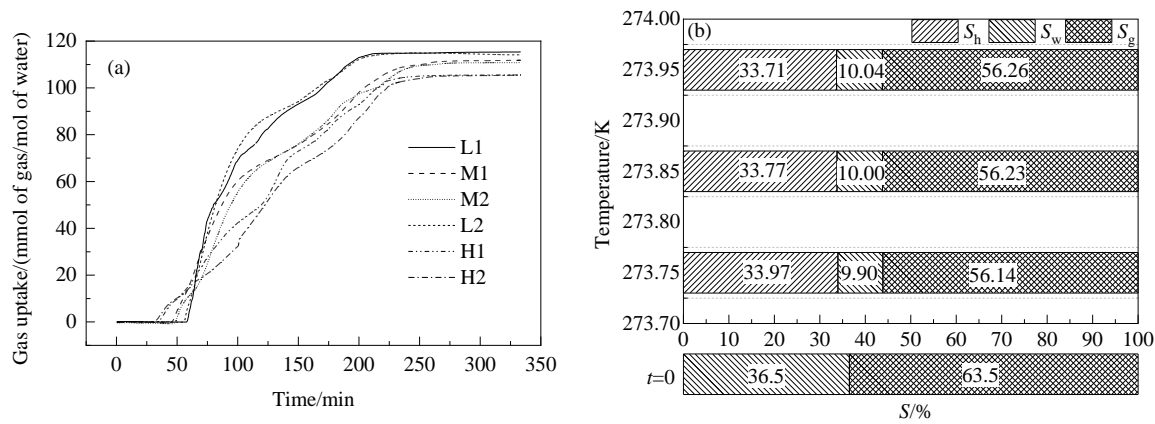 (a)
Gas uptake/(mmol of gas/mol of water)
120
100
80
60
40
20
0
L1
M1
M2
L2
H1
H2
0 50 100 150 200 250 300 350
Time/min
(b)
Sh Sw Sg
Temperature/K
274.00
273.95
273.90
273.85
273.80
273.75
273.70
33.71 10.04 56.26
33.77 10.00 56.23
33.97 9.90 56.14
0 10 20 30 40 50 60 70 80 90 100
t=0 36.5 63.5
S/%